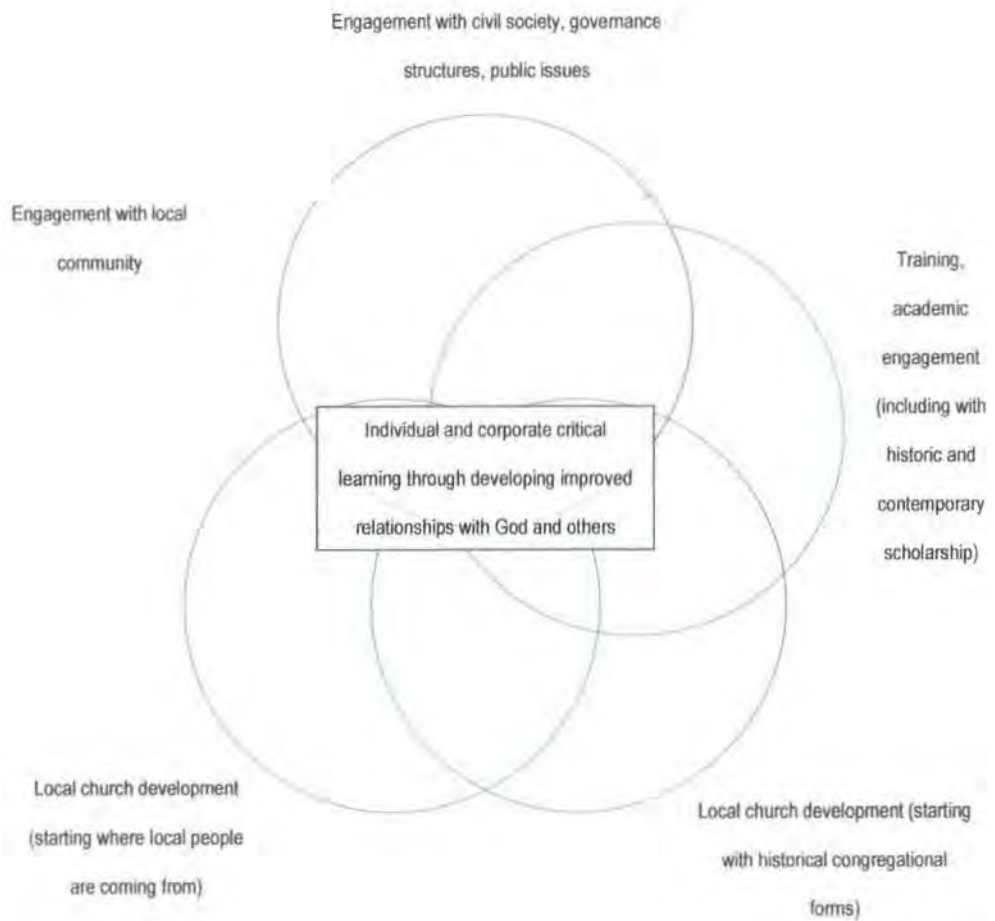 Engagement with civil society, governance
structures, public issues
Engagement with local
community
Training,
academic
engagement
(including with
historic and
contemporary
scholarship)
Individual and corporate critical
learning through developing improved
relationships with God and others
Local church development
(starting where local people
are coming from)
Local church development (starting
with historical congregational
forms)